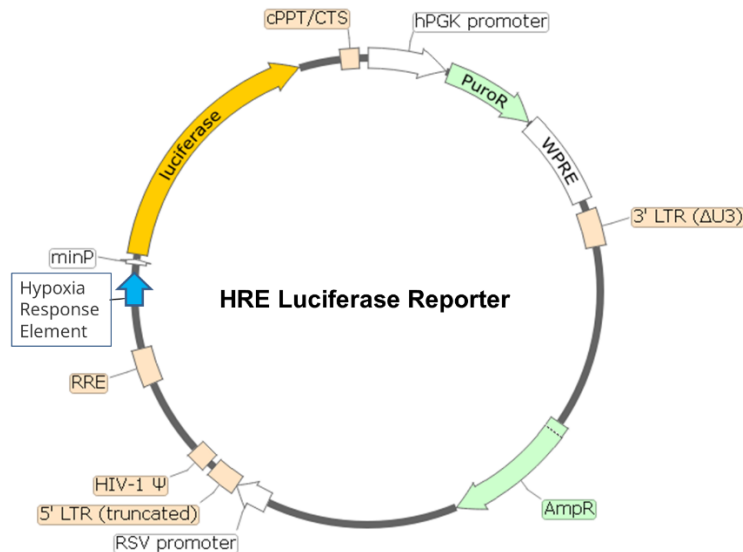 cPPT/CTS
hPGK promoter
PuroR
WPRE
3' LTR (ΔU3)
luciferase
minP
Hypoxia
Response
Element
HRE Luciferase Reporter
RRE
HIV-1 Ψ
5' LTR (truncated)
RSV promoter
AmpR